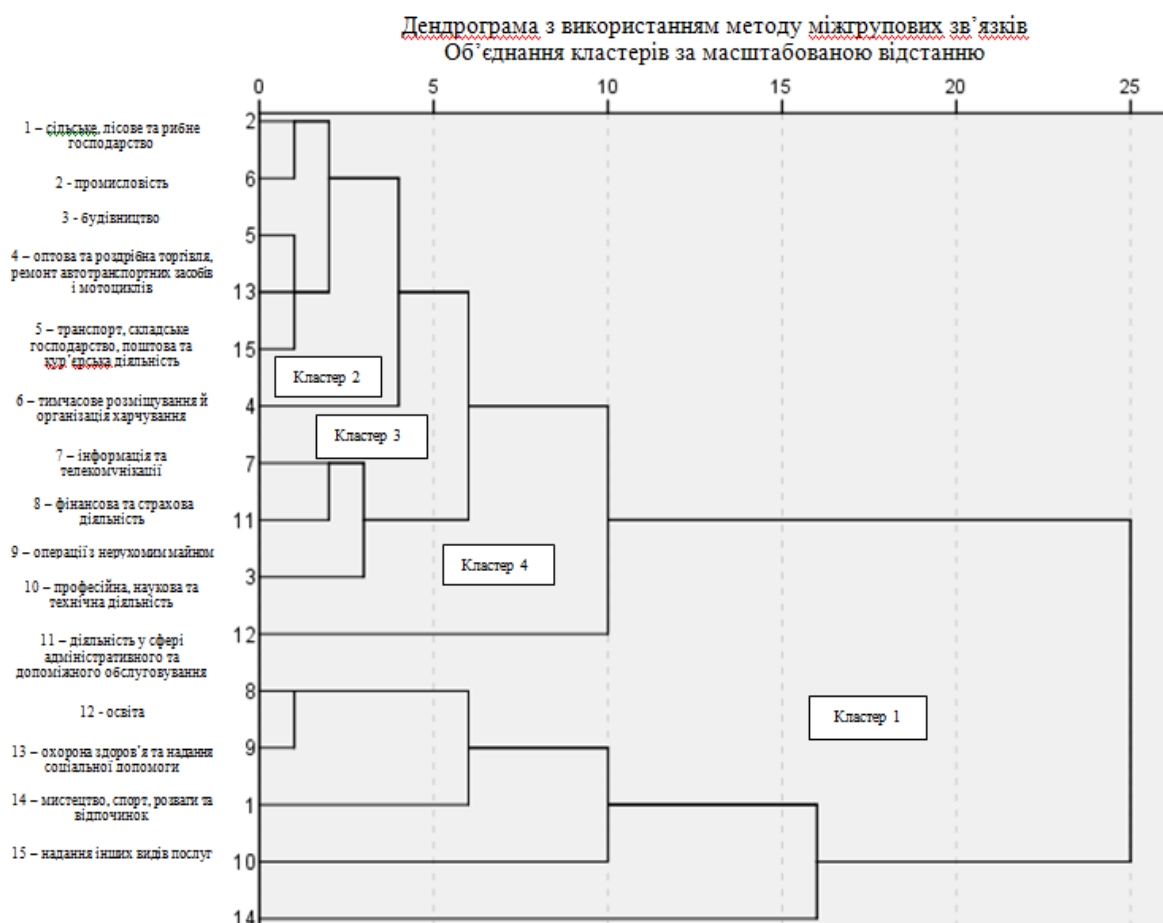 Дендрограма з використанням методу міжгрупових зв’язків
Об’єднання кластерів за масштабованою відстанню
0 5 10 15 20 25
1 – сільське, лісове та рибне
господарство
2 - промисловість
3 - будівництво
4 – оптова та роздрібна торгівля,
ремонт автотранспортних засобів
і мотоциклів
5 – транспорт, складське
господарство, поштова та
кур’єрська діяльність
6 – тимчасове розміщування й
організація харчування
7 – інформація та
телекомунікації
8 – фінансова та страхова
діяльність
9 – операції з нерухомим майном
10 – професійна, наукова та
технічна діяльність
11 – діяльність у сфері
адміністративного та
допоміжного обслуговування
12 - освіта
13 – охорона здоров’я та надання
соціальної допомоги
14 – мистецтво, спорт, розваги та
відпочинок
15 – надання інших видів послуг
2
6
5
13
15
4
7
11
3
12
8
9
1
10
14
Кластер 2
Кластер 3
Кластер 4
Кластер 1